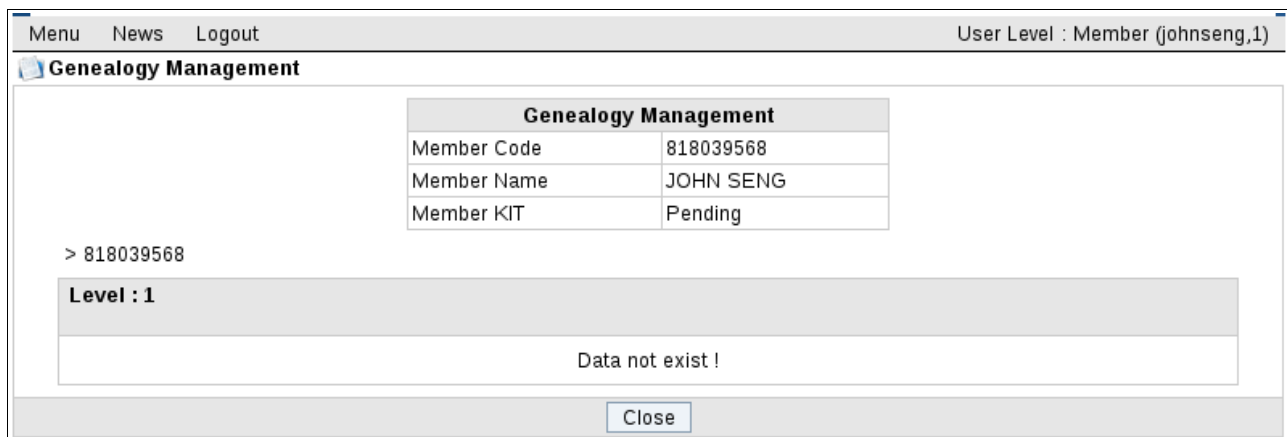 Menu News Logout User Level : Member (johnseng,1)
Genealogy Management
Genealogy Management
Member Code 818039568
Member Name JOHN SENG
Member KIT Pending
> 818039568
Level : 1
Data not exist !
Close